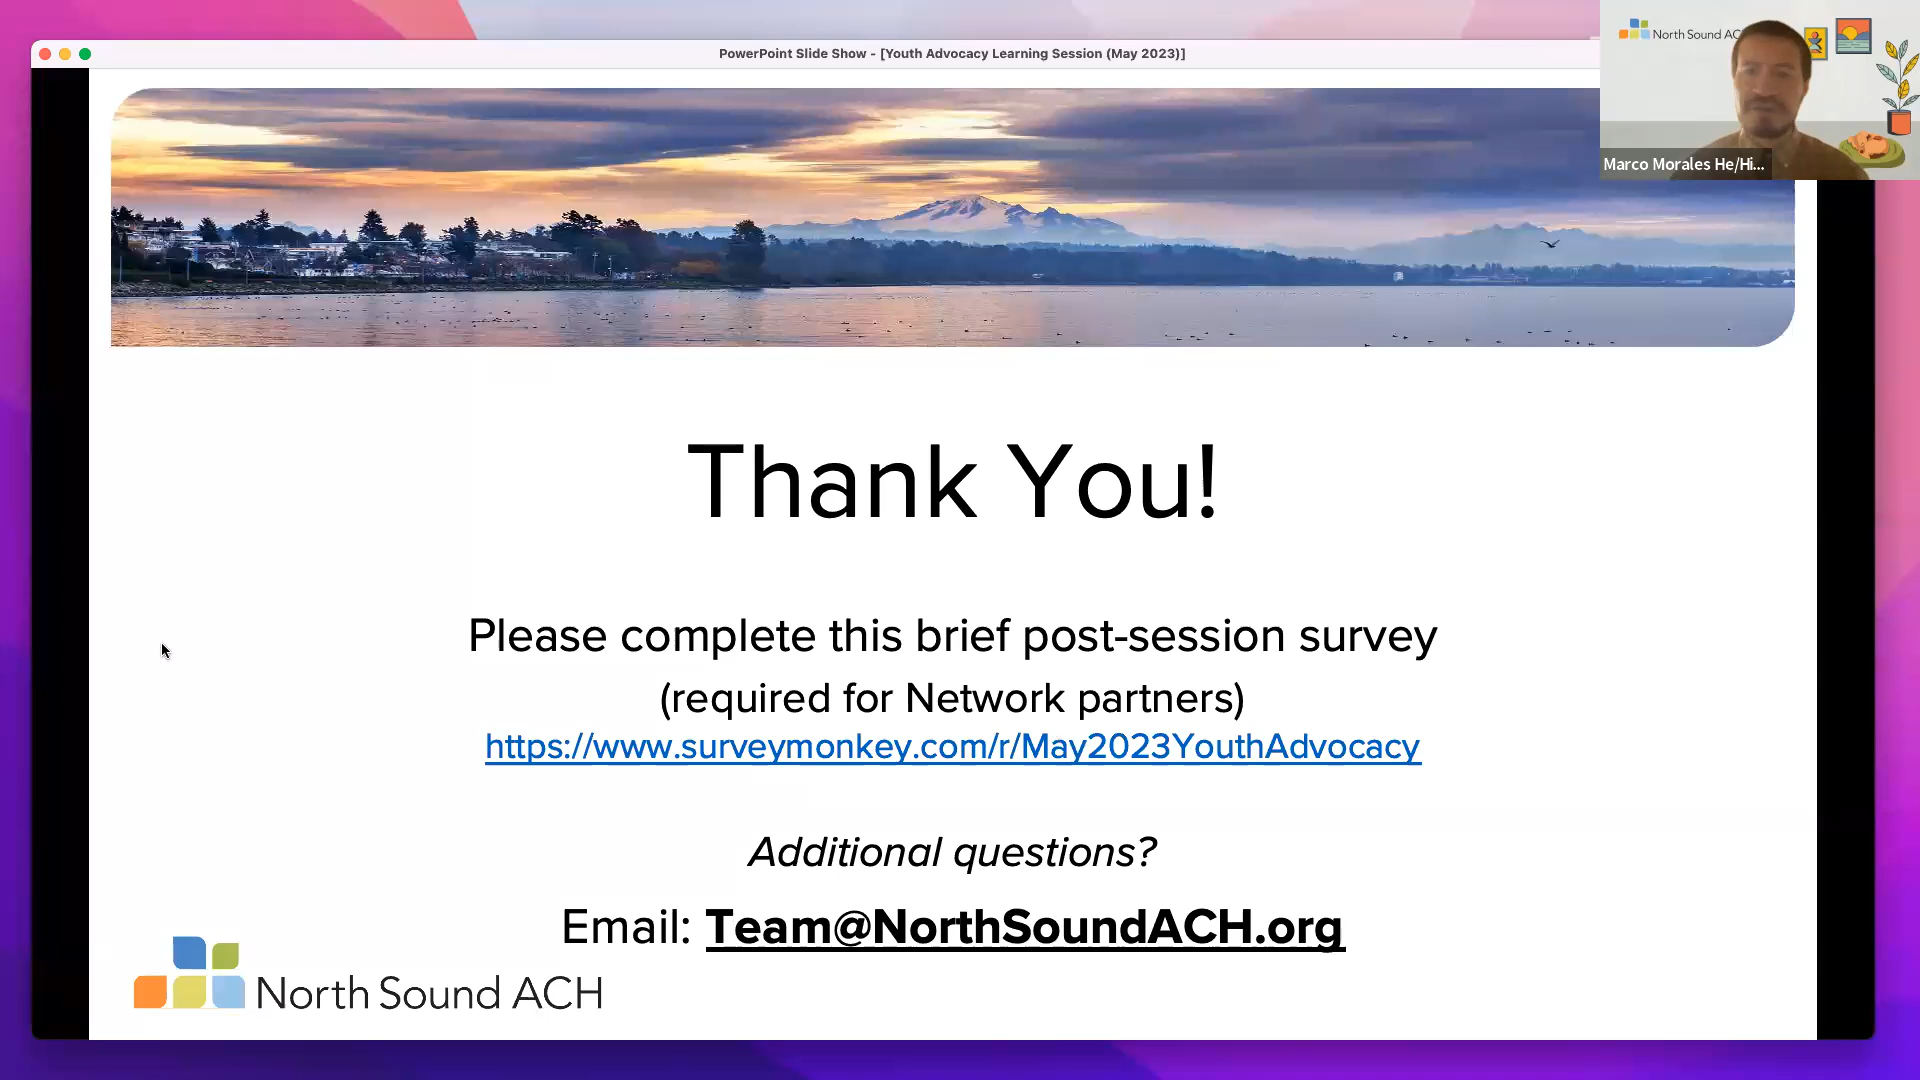 PowerPoint Slide Show - [Youth Advocacy Learning Session (May 2023)]
North Sound AC
Marco Morales He/Hi...
Thank You!
Please complete this brief post-session survey
(required for Network partners)
https://www.surveymonkey.com/r/May2023YouthAdvocacy
Additional questions?
Email: Team@NorthSoundACH.org
North Sound ACH